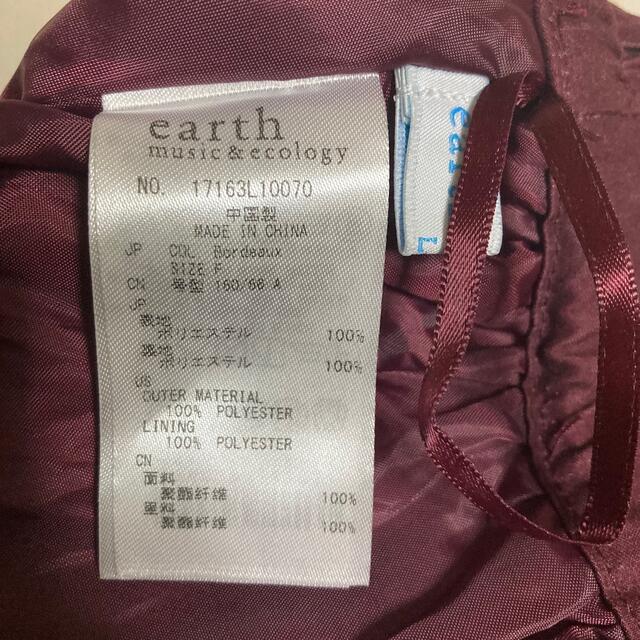 earth
music&ecology
NO. 17163L10070
中国製
MADE IN CHINA
JP COL Bordeaux
SIZE F
CN 号型 160/66 A
JP
表地
ポリエステル 100%
裏地
ポリエステル 100%
US
OUTER MATERIAL
100% POLYESTER
LINING
100% POLYESTER
CN
面料
聚酯纤维 100%
里料
聚酯纤维 100%